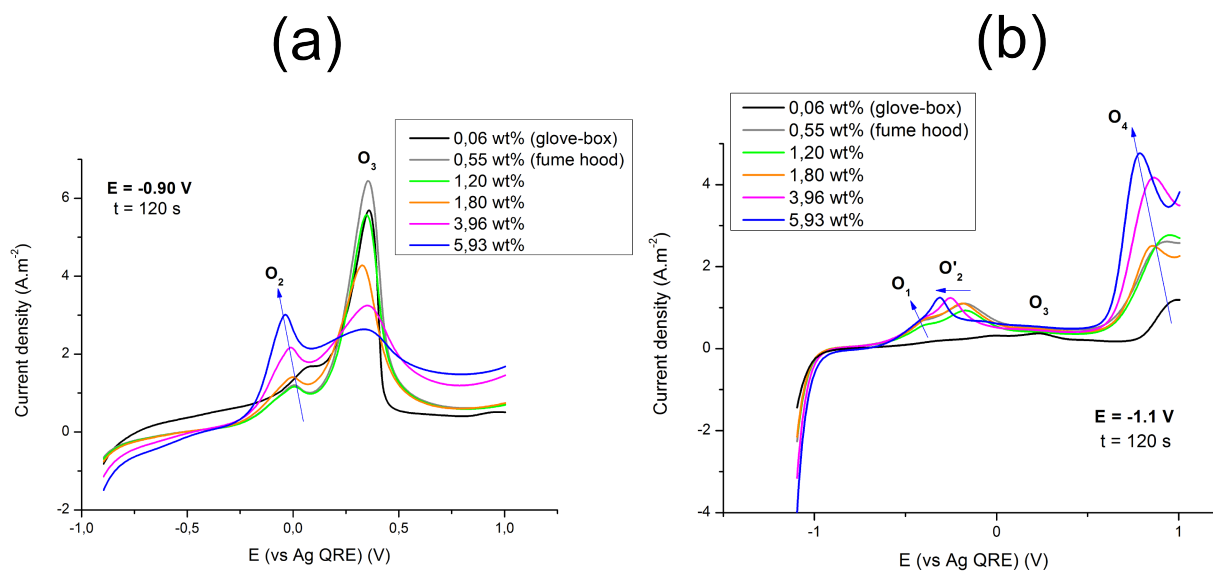 (a)
E = -0.90 V
t = 120 s
0,06 wt% (glove-box)
0,55 wt% (fume hood)
1,20 wt%
1,80 wt%
3,96 wt%
5,93 wt%
O2
O3
Current density (A.m-2)
6
4
2
0
-2
-1,0
-0,5
0,0
0,5
1,0
E (vs Ag QRE) (V)
(b)
0,06 wt% (glove-box)
0,55 wt% (fume hood)
1,20 wt%
1,80 wt%
3,96 wt%
5,93 wt%
O4
O1
O'2
O3
E = -1.1 V
t = 120 s
Current density (A.m-2)
4
2
0
-2
-4
-1
0
1
E (vs Ag QRE) (V)